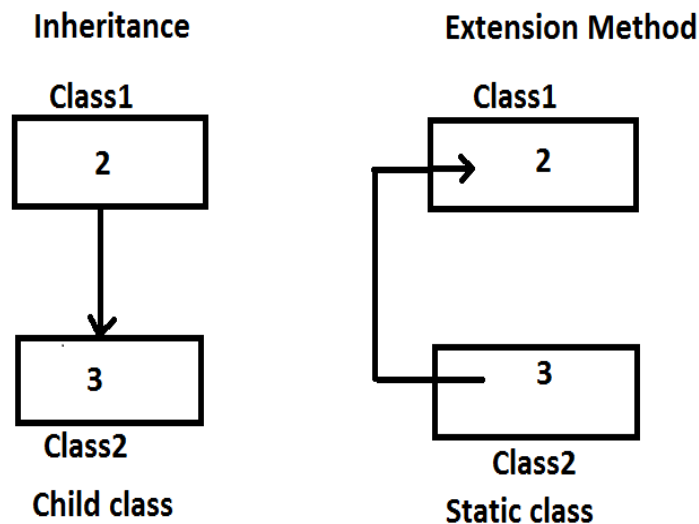 Inheritance
Class1
2
3
Class2
Child class
Extension Method
Class1
2
3
Class2
Static class